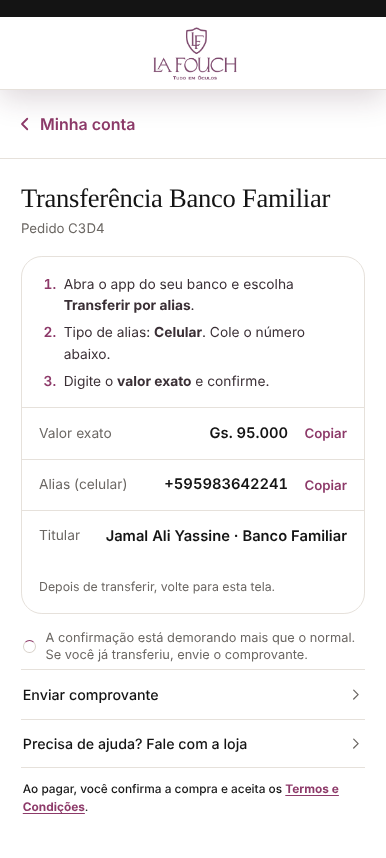 LF
LA FOUCH
TUDO EM ÓCULOS
Minha conta
Transferência Banco Familiar
Pedido C3D4
1. Abra o app do seu banco e escolha
Transferir por alias.
2. Tipo de alias: Celular. Cole o número
abaixo.
3. Digite o valor exato e confirme.
Valor exato Gs. 95.000 Copiar
Alias (celular) +595983642241 Copiar
Titular Jamal Ali Yassine · Banco Familiar
Depois de transferir, volte para esta tela.
A confirmação está demorando mais que o normal.
Se você já transferiu, envie o comprovante.
Enviar comprovante
Precisa de ajuda? Fale com a loja
Ao pagar, você confirma a compra e aceita os Termos e
Condições.